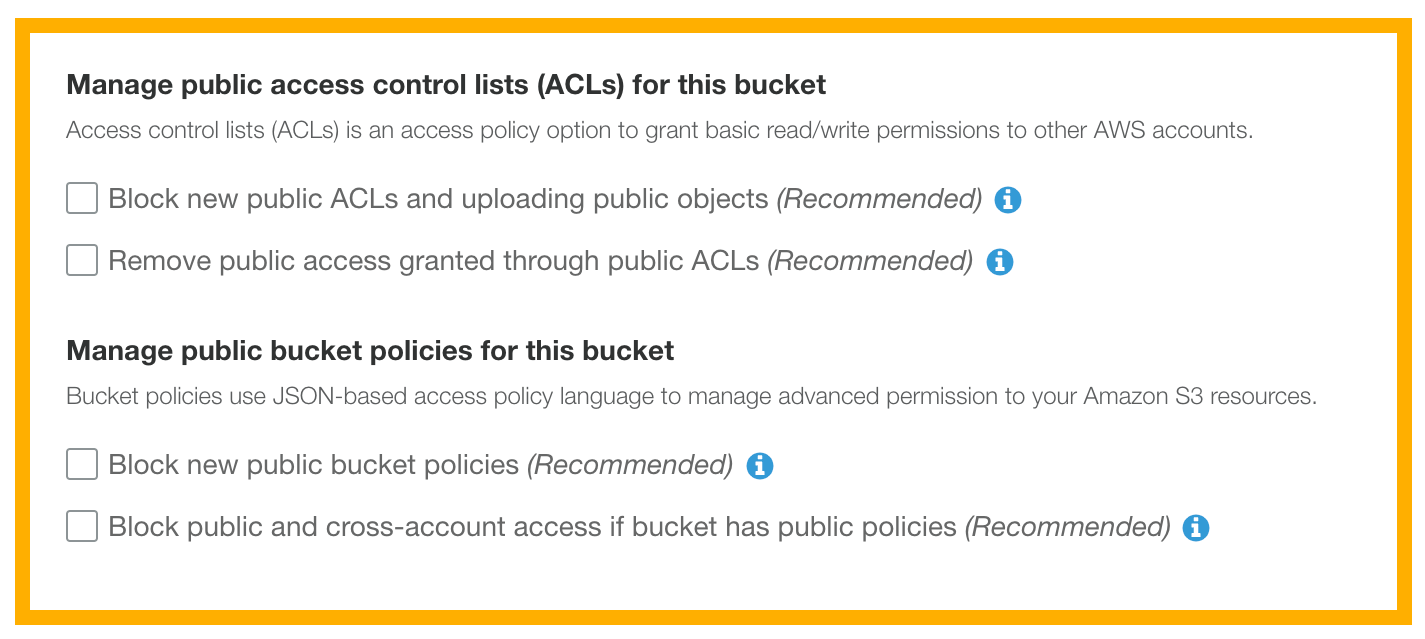 Manage public access control lists (ACLs) for this bucket
Access control lists (ACLs) is an access policy option to grant basic read/write permissions to other AWS accounts.
Block new public ACLs and uploading public objects (Recommended)
Remove public access granted through public ACLs (Recommended)
Manage public bucket policies for this bucket
Bucket policies use JSON-based access policy language to manage advanced permission to your Amazon S3 resources.
Block new public bucket policies (Recommended)
Block public and cross-account access if bucket has public policies (Recommended)